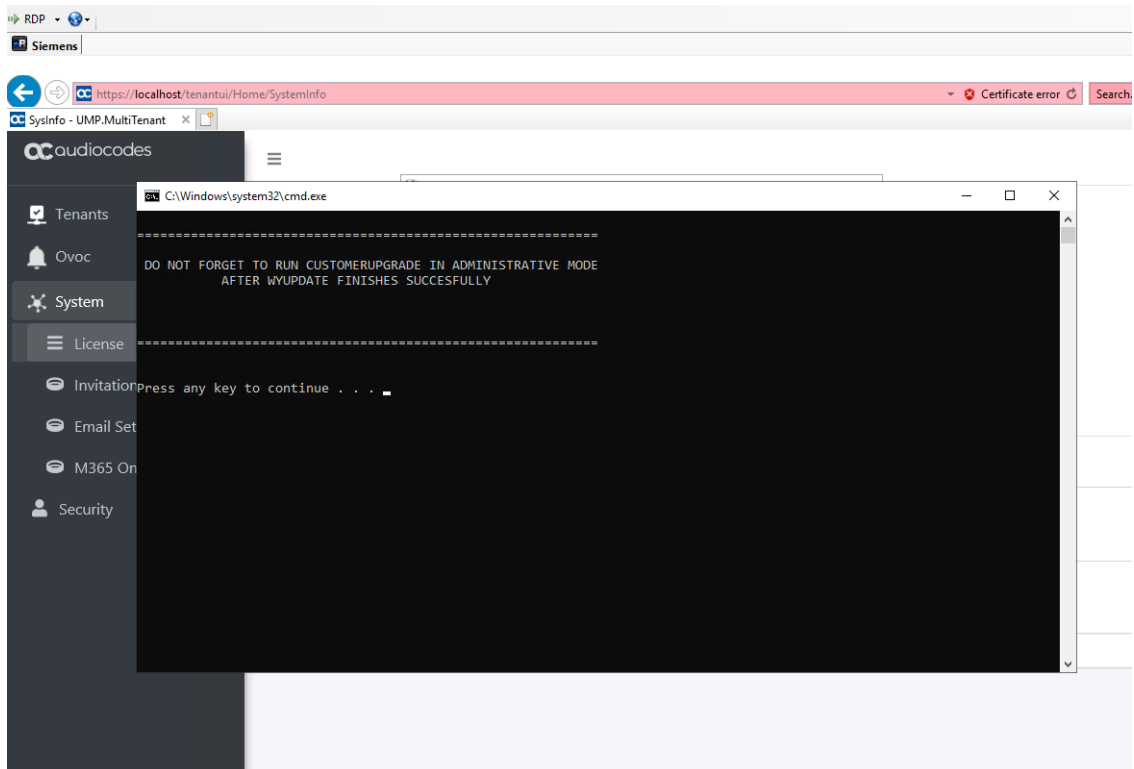 RDP
Siemens
https://localhost/tenantui/Home/SystemInfo
Certificate error
Search.
SysInfo - UMP.MultiTenant
audiocodes
C:\Windows\system32\cmd.exe
Tenants
============================================================
Ovoc
DO NOT FORGET TO RUN CUSTOMERUPGRADE IN ADMINISTRATIVE MODE
AFTER WYUPDATE FINISHES SUCCESFULLY
System
License
============================================================
Invitation
Press any key to continue . . .
Email Set
M365 On
Security